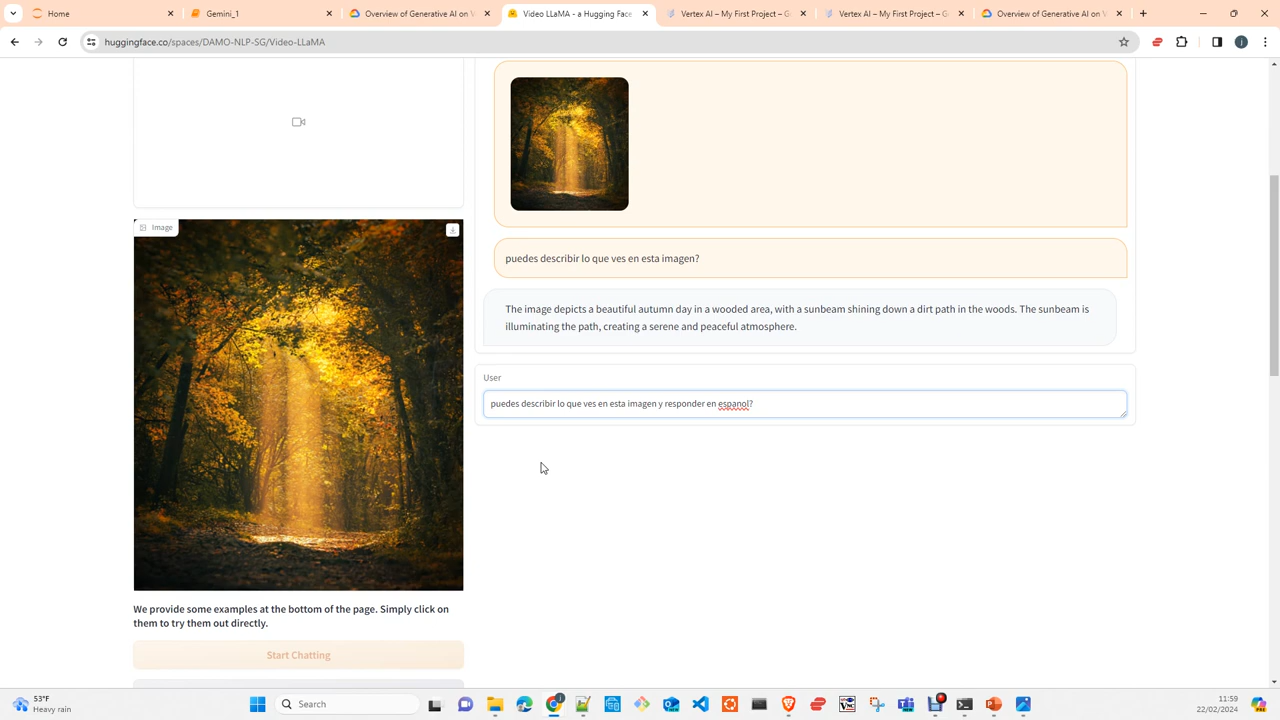 Home
Gemini_1
Overview of Generative AI on V
Video LLaMA - a Hugging Face
Vertex AI – My First Project – G
Vertex AI – My First Project – G
Overview of Generative AI on V
huggingface.co/spaces/DAMO-NLP-SG/Video-LLaMA
puedes describir lo que ves en esta imagen?
The image depicts a beautiful autumn day in a wooded area, with a sunbeam shining down a dirt path in the woods. The sunbeam is
illuminating the path, creating a serene and peaceful atmosphere.
User
puedes describir lo que ves en esta imagen y responder en espanol?
Image
We provide some examples at the bottom of the page. Simply click on
them to try them out directly.
Start Chatting
53°F
Heavy rain
Search
11:59
22/02/2024